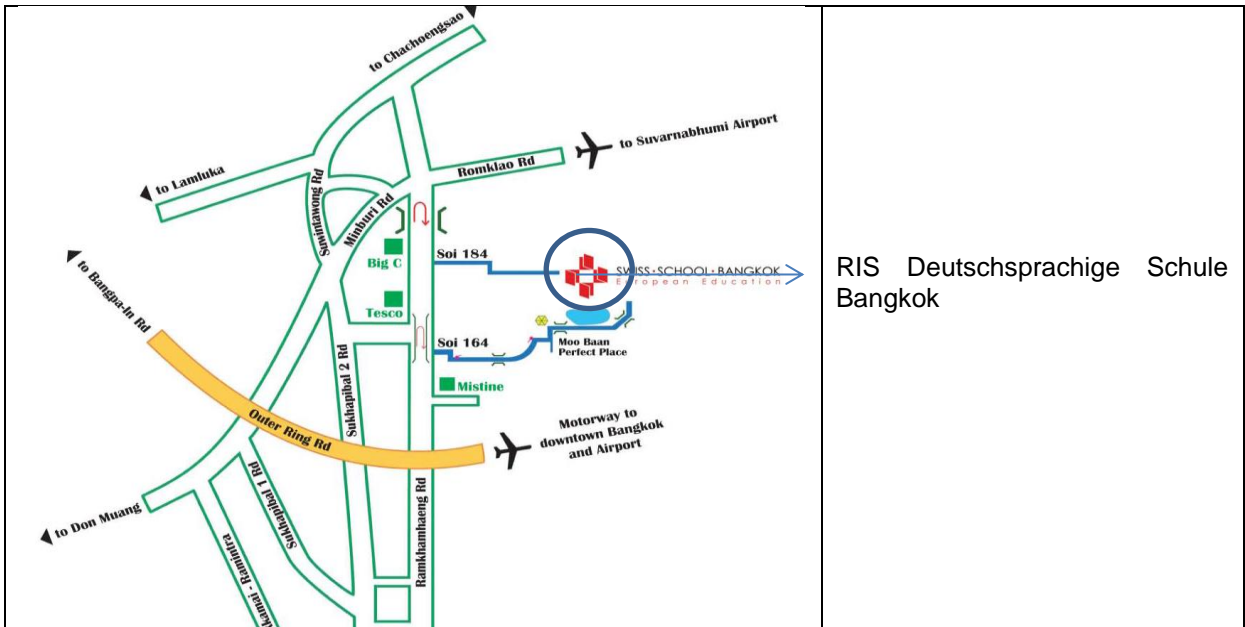 to Chachoengsao
to Suvarnabhumi Airport
Romklao Rd
to Lamluka
Suwintawong Rd
Minburi Rd
Big C
Soi 184
SWISS·SCHOOL·BANGKOK
European Education
RIS Deutschsprachige Schule
Bangkok
to Bangpa-In Rd
Tesco
Soi 164
Moo Baan
Perfect Place
Mistine
Sukhapibal 2 Rd
Outer Ring Rd
Motorway to
downtown Bangkok
and Airport
Sukhapibal 1 Rd
Ramkhamhaeng Rd
to Don Muang
Ramintra